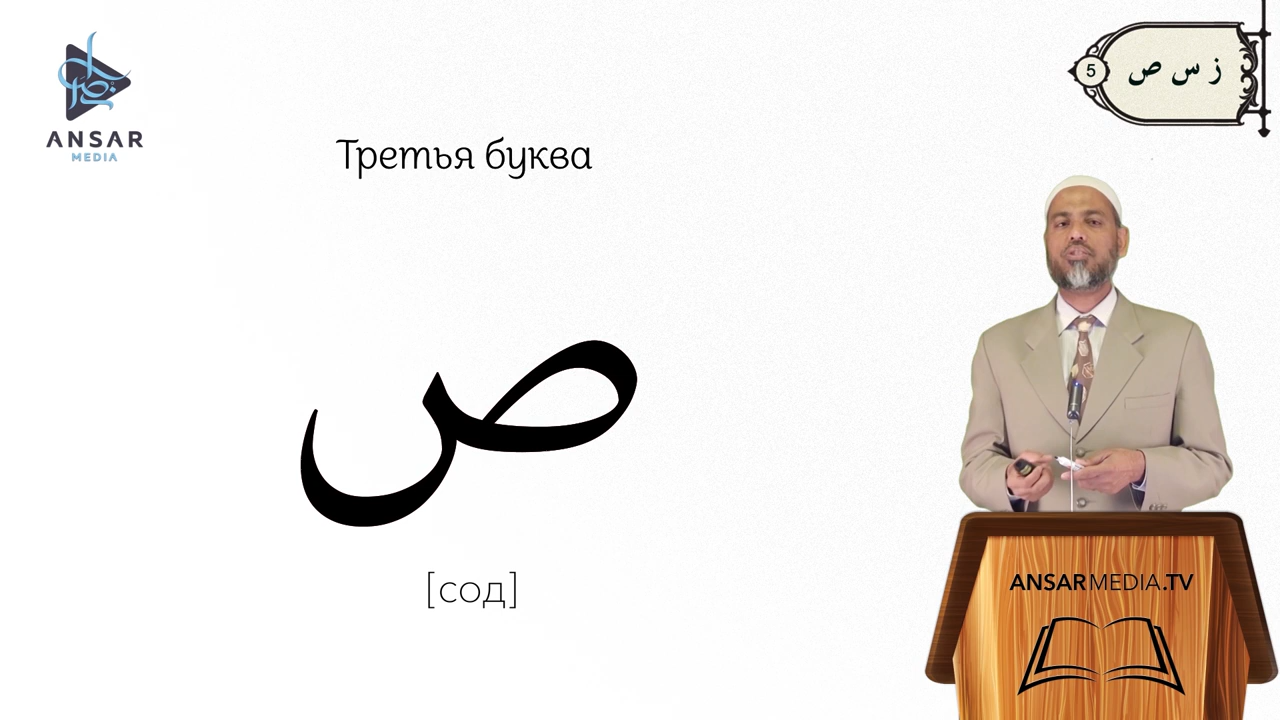 ANSAR
MEDIA
5
ز س ص
Третья буква
ص
[сод]
ANSARMEDIA.TV